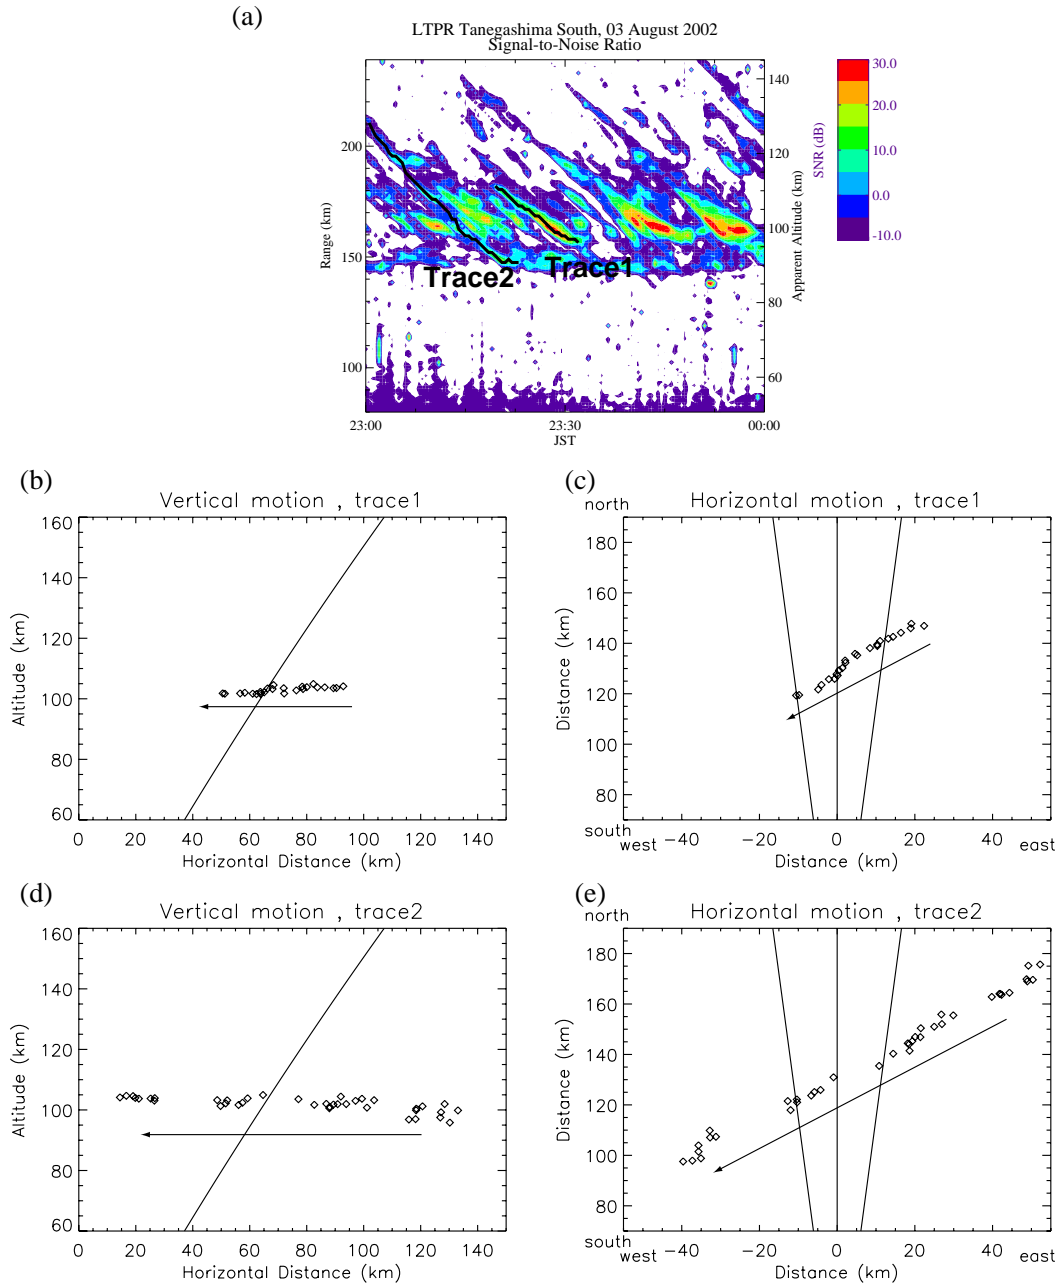 (a)
LTPR Tanegashima South, 03 August 2002
Signal-to-Noise Ratio
200
150
100
Range (km)
140
120
100
80
60
Apparent Altitude (km)
Trace2
Trace1
23:00
23:30
00:00
JST
30.0
20.0
10.0
0.0
-10.0
SNR (dB)
(b)
Vertical motion , trace1
160
140
120
100
80
60
Altitude (km)
0 20 40 60 80 100 120 140
Horizontal Distance (km)
(c)
north
Horizontal motion , trace1
180
160
140
120
100
80
Distance (km)
south
west −40 −20 0 20 40 east
Distance (km)
(d)
Vertical motion , trace2
160
140
120
100
80
60
Altitude (km)
0 20 40 60 80 100 120 140
Horizontal Distance (km)
(e)
north
Horizontal motion , trace2
180
160
140
120
100
80
Distance (km)
south
west −40 −20 0 20 40 east
Distance (km)